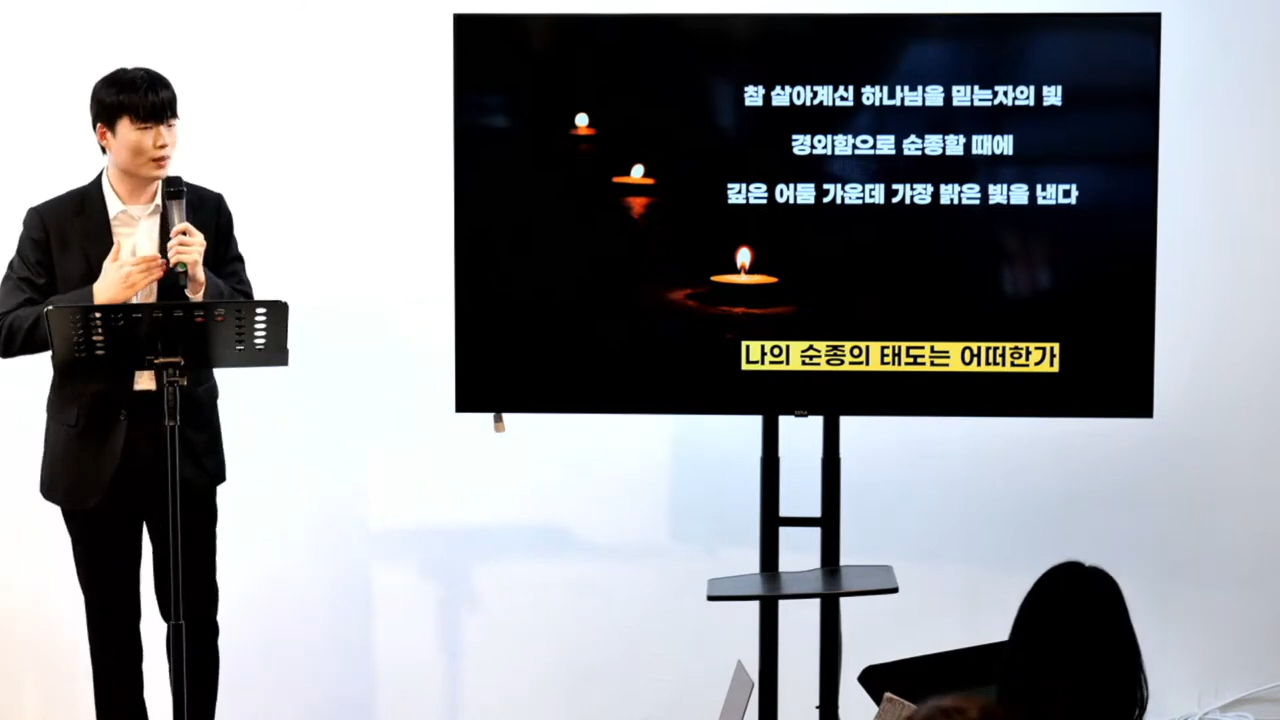 참 살아계신 하나님을 믿는자의 빛
경외함으로 순종할 때에
깊은 어둠 가운데 가장 밝은 빛을 낸다
나의 순종의 태도는 어떠한가